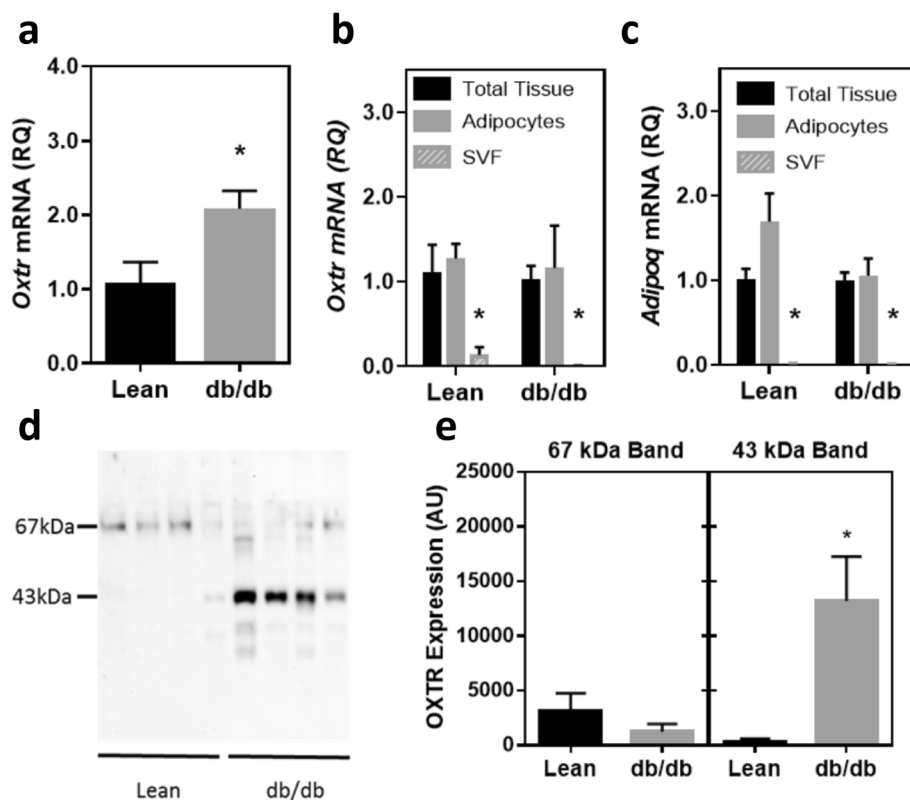 a
4.0
3.0
2.0
1.0
0.0
Oxtr mRNA (RQ)
*
Lean db/db
b
3.0
2.0
1.0
0.0
Oxtr mRNA (RQ)
Total Tissue
Adipocytes
SVF
* *
Lean db/db
c
3.0
2.0
1.0
0.0
Adipoq mRNA (RQ)
Total Tissue
Adipocytes
SVF
* *
Lean db/db
d
67kDa
43kDa
Lean db/db
e
67 kDa Band 43 kDa Band
25000
20000
15000
10000
5000
0
OXTR Expression (AU)
*
Lean db/db Lean db/db